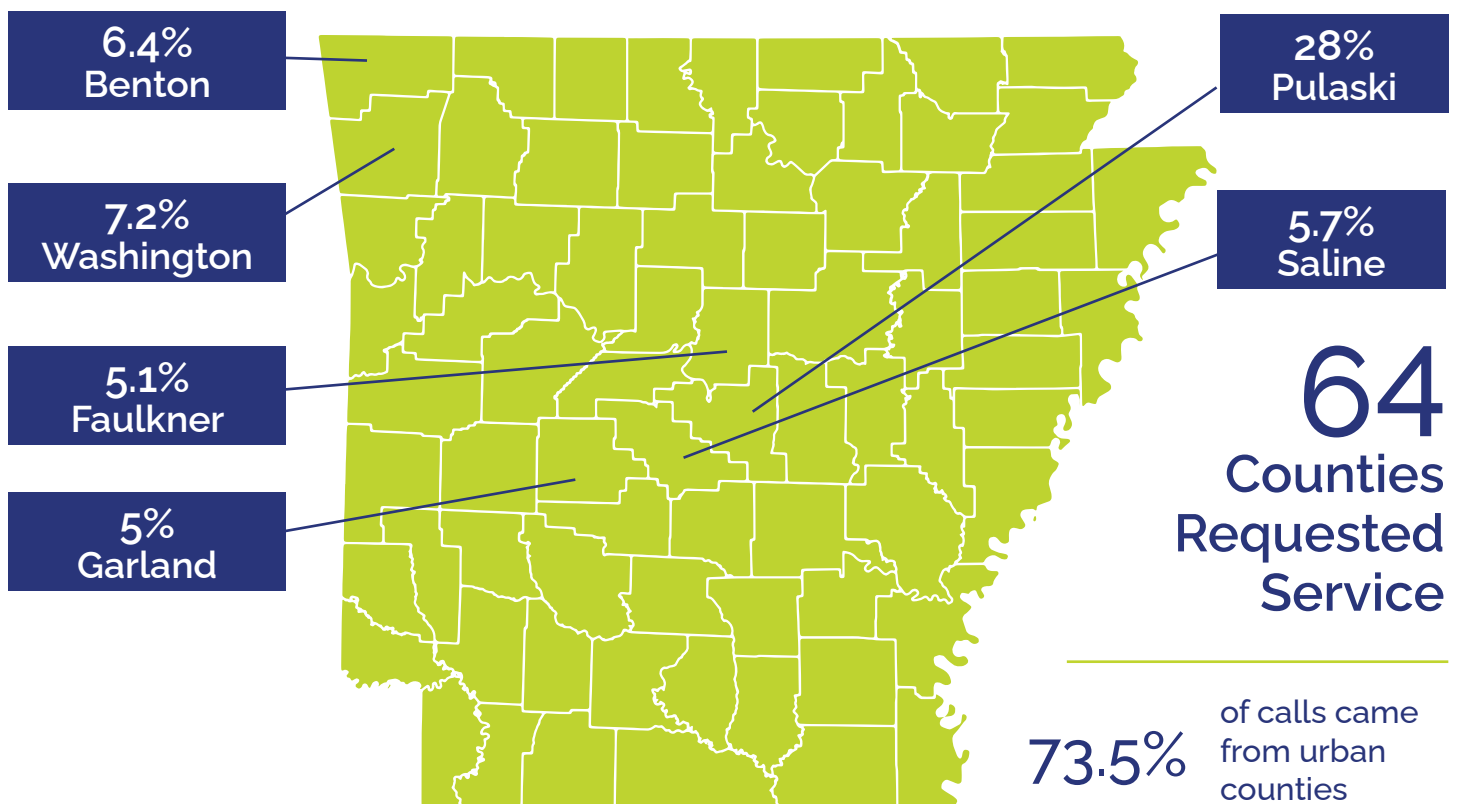 6.4%
Benton
7.2%
Washington
5.1%
Faulkner
5%
Garland
28%
Pulaski
5.7%
Saline
64
Counties
Requested
Service
73.5%
of calls came
from urban
counties